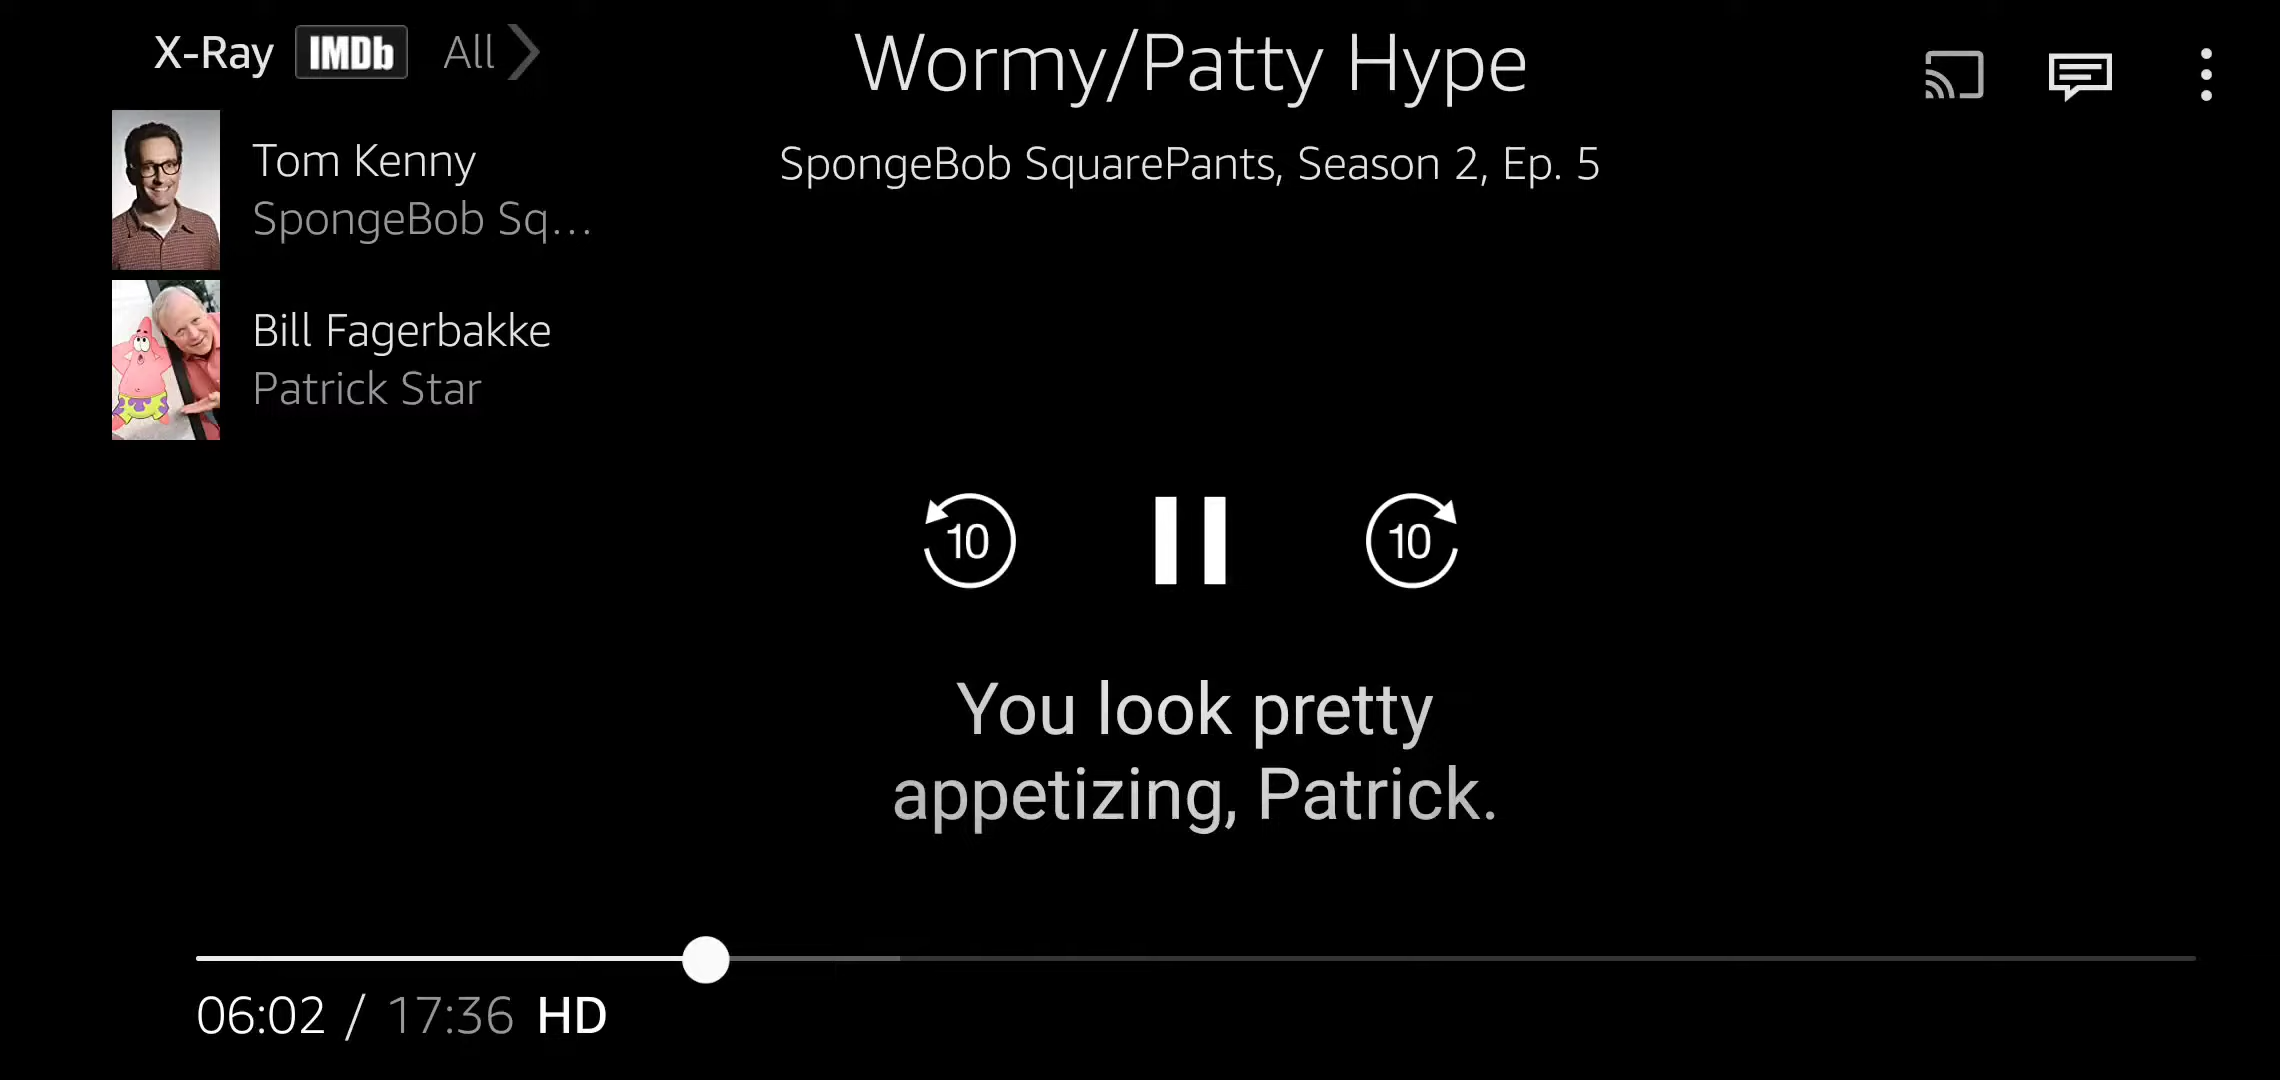 X-Ray IMDb All
Wormy/Patty Hype
SpongeBob SquarePants, Season 2, Ep. 5
Tom Kenny
SpongeBob Sq...
Bill Fagerbakke
Patrick Star
10 10
You look pretty
appetizing, Patrick.
06:02 / 17:36 HD